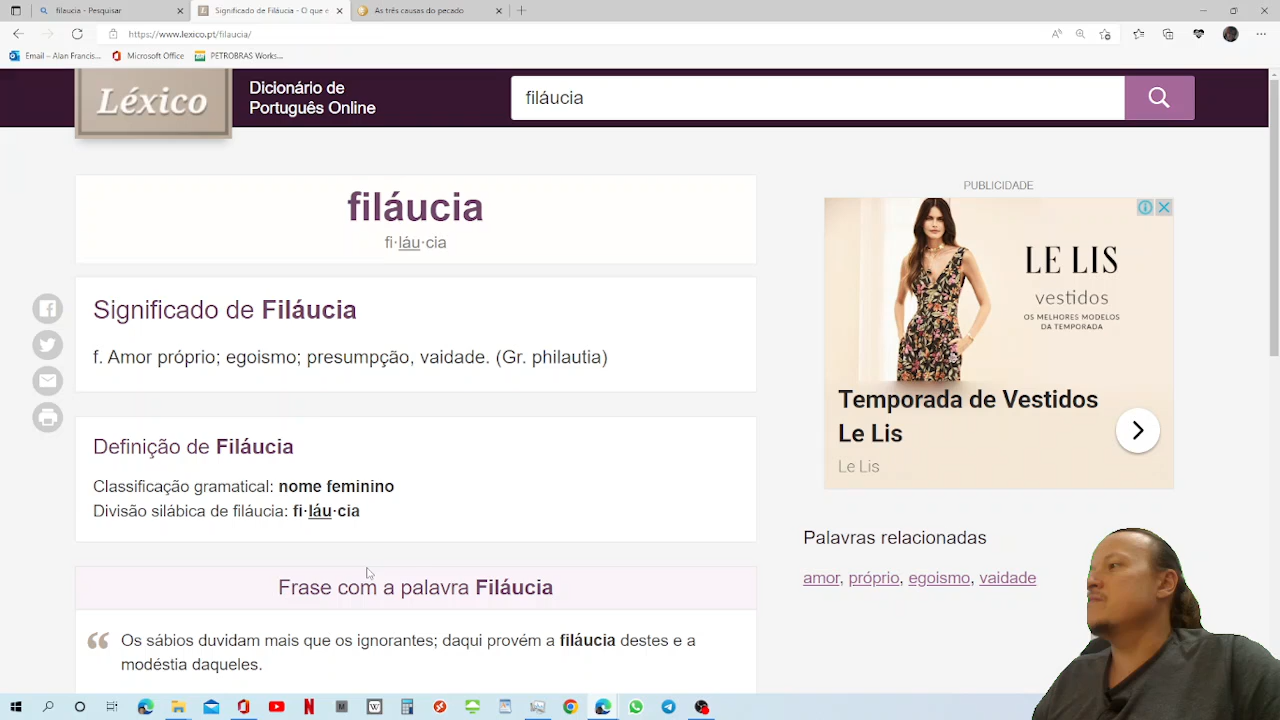 filaucia - Pesquisar
Significado de Filáucia - O que e
As três causas do pecado
https://www.lexico.pt/filaucia/
Email – Alan Francis...
Microsoft Office
PETROBRAS Works...
Léxico
Dicionário de
Português Online
filáucia
filáucia
fi·láu·cia
Significado de Filáucia
f. Amor próprio; egoismo; presumpção, vaidade. (Gr. philautia)
Definição de Filáucia
Classificação gramatical: nome feminino
Divisão silábica de filáucia: fi·láu·cia
Frase com a palavra Filáucia
Os sábios duvidam mais que os ignorantes; daqui provém a filáucia destes e a
modéstia daqueles.
PUBLICIDADE
LE LIS
vestidos
OS MELHORES MODELOS
DA TEMPORADA
Temporada de Vestidos
Le Lis
Le Lis
Palavras relacionadas
amor, próprio, egoismo, vaidade